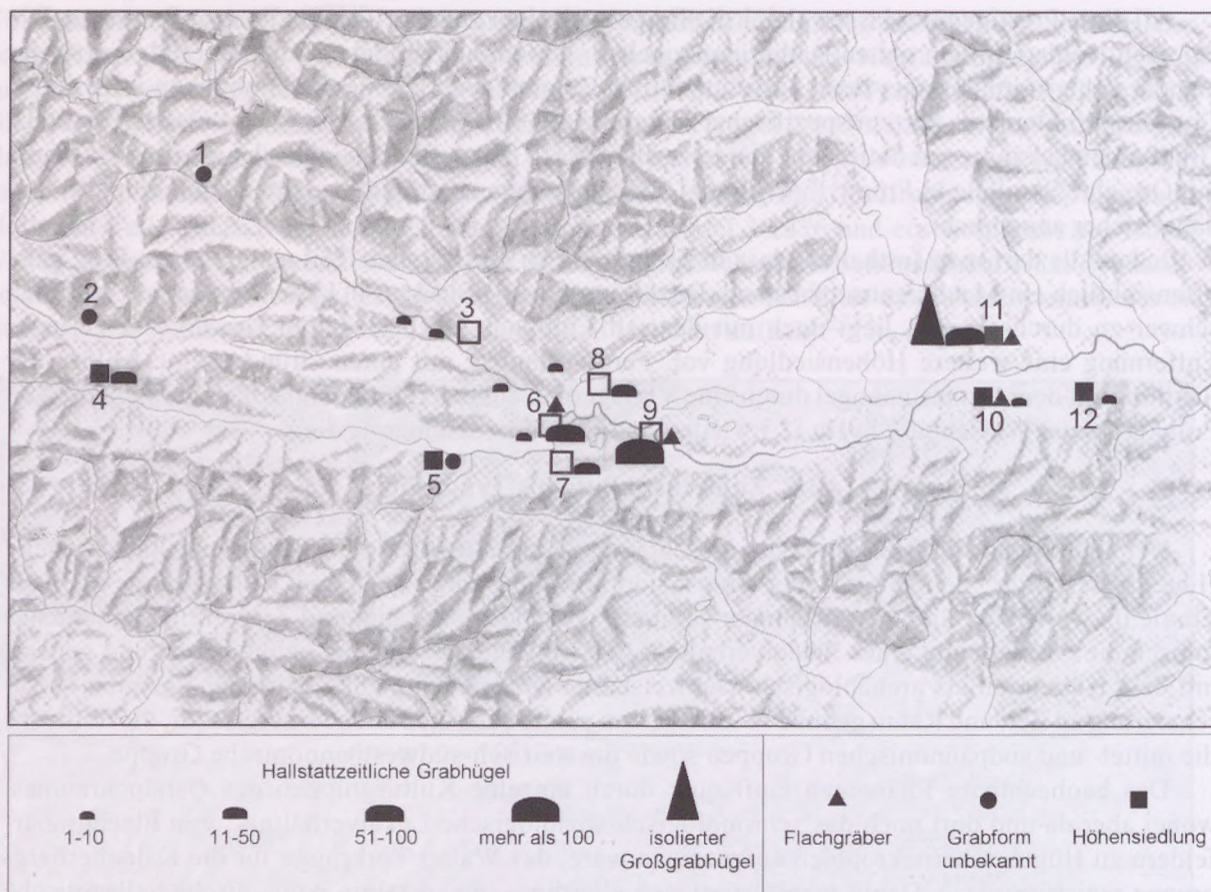 1
2
3
11
8
4
6
9
10
12
5
7
Hallstattzeitliche Grabhügel
1-10
11-50
51-100
mehr als 100
Isolierter
Großgrabhügel
Flachgräber
Grabform
unbekannt
Höhensiedlung